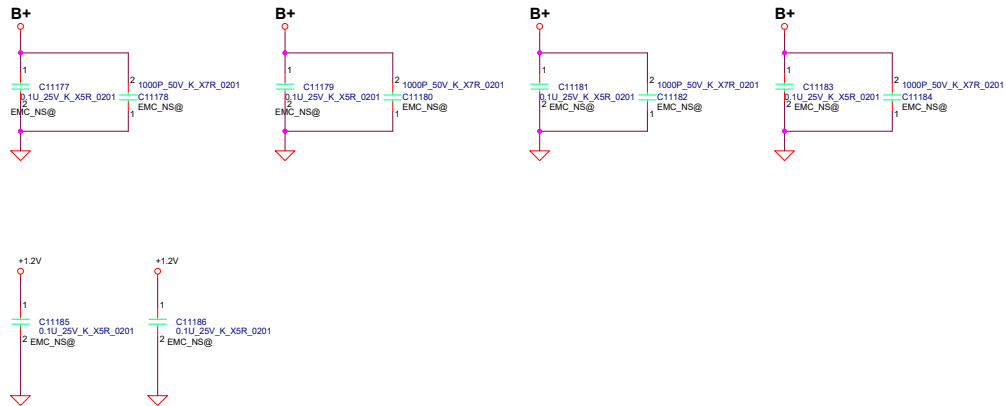 B+
1
C11177
0.1U_25V_K_X5R_0201
2
EMC_NS@
2
1000P_50V_K_X7R_0201
C11178
EMC_NS@
1
B+
1
C11179
0.1U_25V_K_X5R_0201
2
EMC_NS@
2
1000P_50V_K_X7R_0201
C11180
EMC_NS@
1
B+
1
C11181
0.1U_25V_K_X5R_0201
2
EMC_NS@
2
1000P_50V_K_X7R_0201
C11182
EMC_NS@
1
B+
1
C11183
0.1U_25V_K_X5R_0201
2
EMC_NS@
2
1000P_50V_K_X7R_0201
C11184
EMC_NS@
1
+1.2V
1
C11185
0.1U_25V_K_X5R_0201
2
EMC_NS@
+1.2V
1
C11186
0.1U_25V_K_X5R_0201
2
EMC_NS@